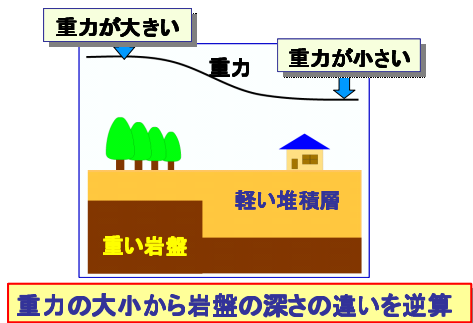 重力が大きい
重力が小さい
重力
軽い堆積層
重い岩盤
重力の大小から岩盤の深さの違いを逆算